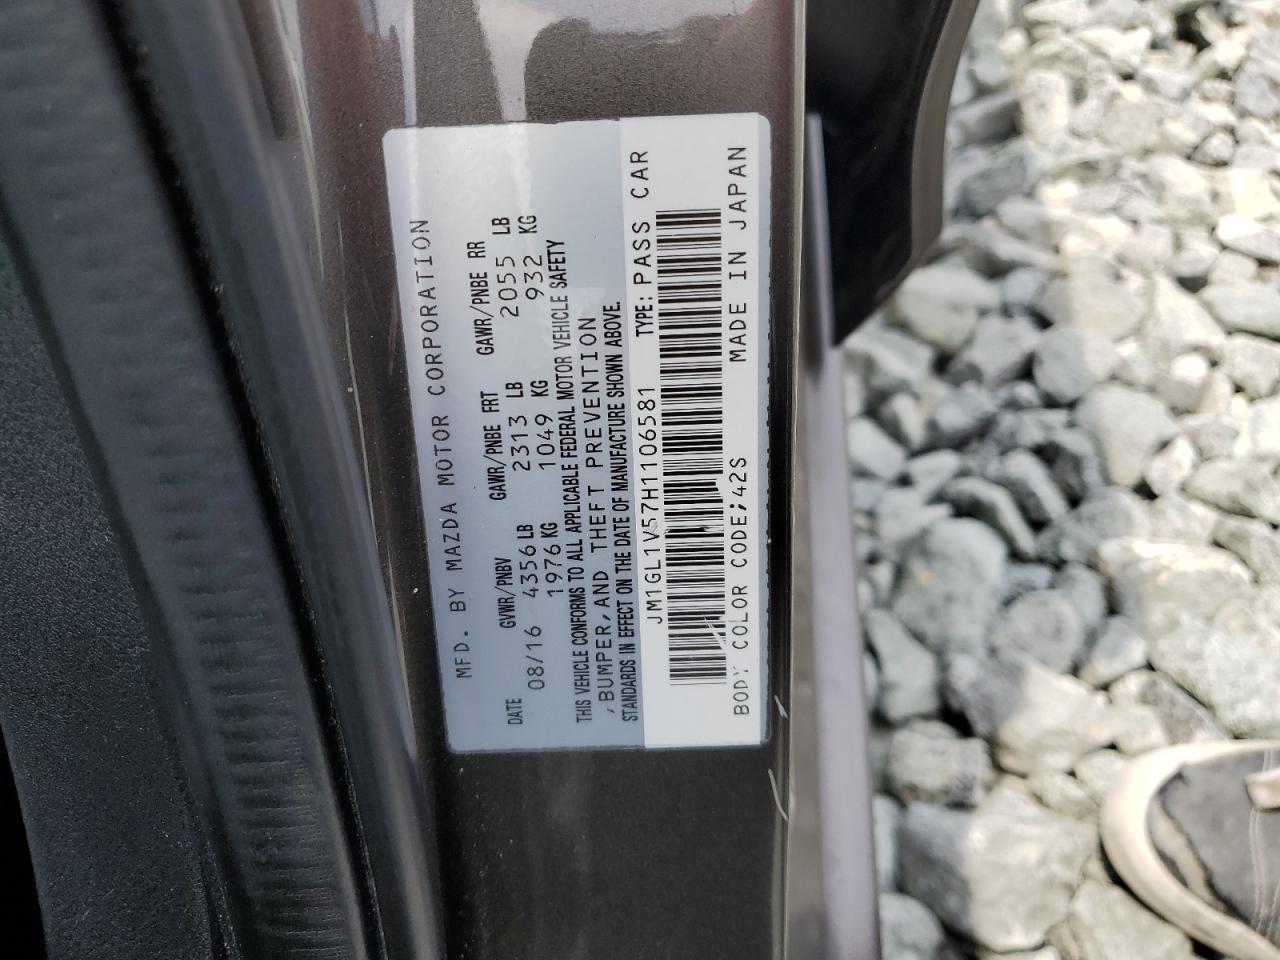 MFD. BY MAZDA MOTOR CORPORATION
DATE GVWR/PNBV GAWR/PNBE FRT GAWR/PNBE RR
08/16 4356 LB 2313 LB 2055 LB
1976 KG 1049 KG 932 KG
THIS VEHICLE CONFORMS TO ALL APPLICABLE FEDERAL MOTOR VEHICLE SAFETY
,BUMPER,AND THEFT PREVENTION
STANDARDS IN EFFECT ON THE DATE OF MANUFACTURE SHOWN ABOVE.
JM1GL1V57H1106581 TYPE: PASS CAR
BODY COLOR CODE;42S MADE IN JAPAN